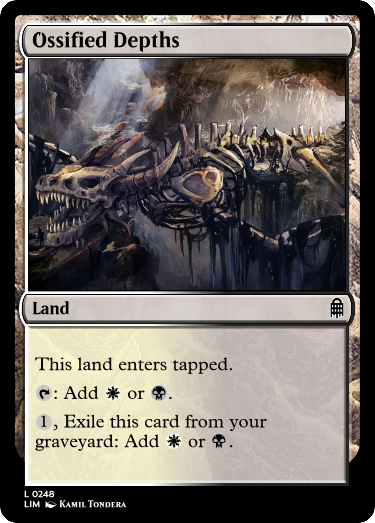 Ossified Depths
Land
This land enters tapped.
: Add or .
1, Exile this card from your
graveyard: Add or .
L 0248
LIM Kamil Tondera